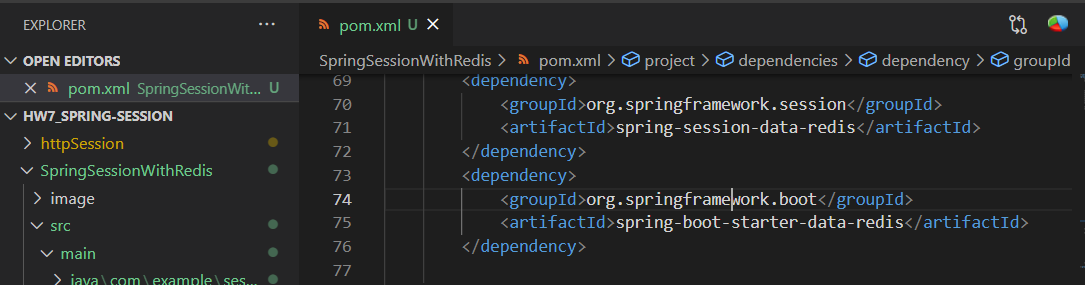 EXPLORER
OPEN EDITORS
pom.xml SpringSessionWit... U
HW7_SPRING-SESSION
httpSession
SpringSessionWithRedis
image
src
main
java\com\example\ses...
pom.xml U
SpringSessionWithRedis > pom.xml > project > dependencies > dependency > groupId
69 <dependency>
70 <groupId>org.springframework.session</groupId>
71 <artifactId>spring-session-data-redis</artifactId>
72 </dependency>
73 <dependency>
74 <groupId>org.springframework.boot</groupId>
75 <artifactId>spring-boot-starter-data-redis</artifactId>
76 </dependency>
77